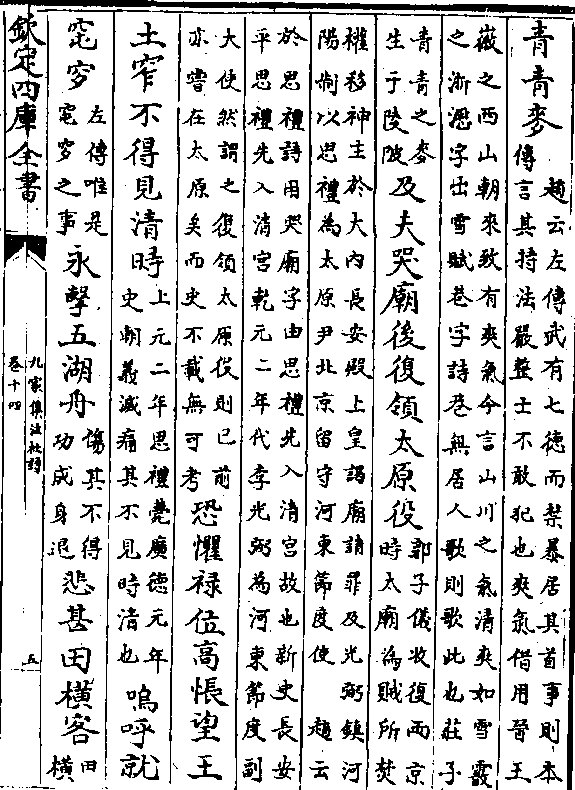 青青麥趙云左傳武有七德而禁暴居其首事則本
傳言其持法嚴整士不敢犯也爽氣借用晉王
徽之西山朝來致有爽氣今言山川之氣清爽如雪霰
之淅瀝字出雪賦巷字詩巷無居人歌則歌此也莊子
青青之麥
生于陵陂及夫哭廟後復領太原役郭子儀收復兩京
時太廟為賊所焚
權移神主於大内長安殿上皇謁廟請罪及光弼鎮河
陽制以思禮為太原尹北京留守河東節度使 趙云
於思禮詩用哭廟字由思禮先入清宫故也新史長安
平思禮先入清宫乾元二年代李光弼為河東節度副
大使然謂之復領太原役則已前
亦嘗在太原矣而史不載無可考恐懼禄位高悵望王
土窄不得見清時上元二年思禮薨廣德元年
史朝義滅痛其不見時清也嗚呼就
窀穸左傳唯是
窀穸之事永擊五湖舟傷其不得
功成身退悲甚田横客田
横
欽定四庫全書
九家集注杜詩
卷十四
五